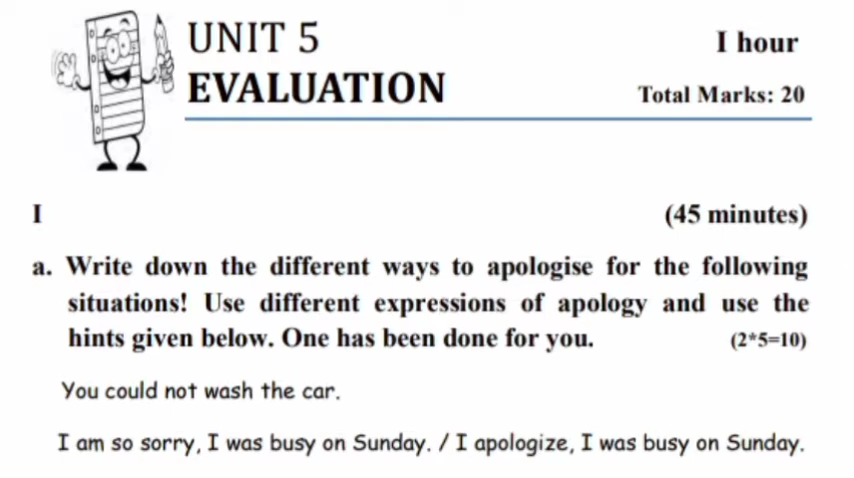 UNIT 5
I hour
EVALUATION
Total Marks: 20
I
(45 minutes)
a. Write down the different ways to apologise for the following
situations! Use different expressions of apology and use the
hints given below. One has been done for you.
(2*5=10)
You could not wash the car.
I am so sorry, I was busy on Sunday. / I apologize, I was busy on Sunday.